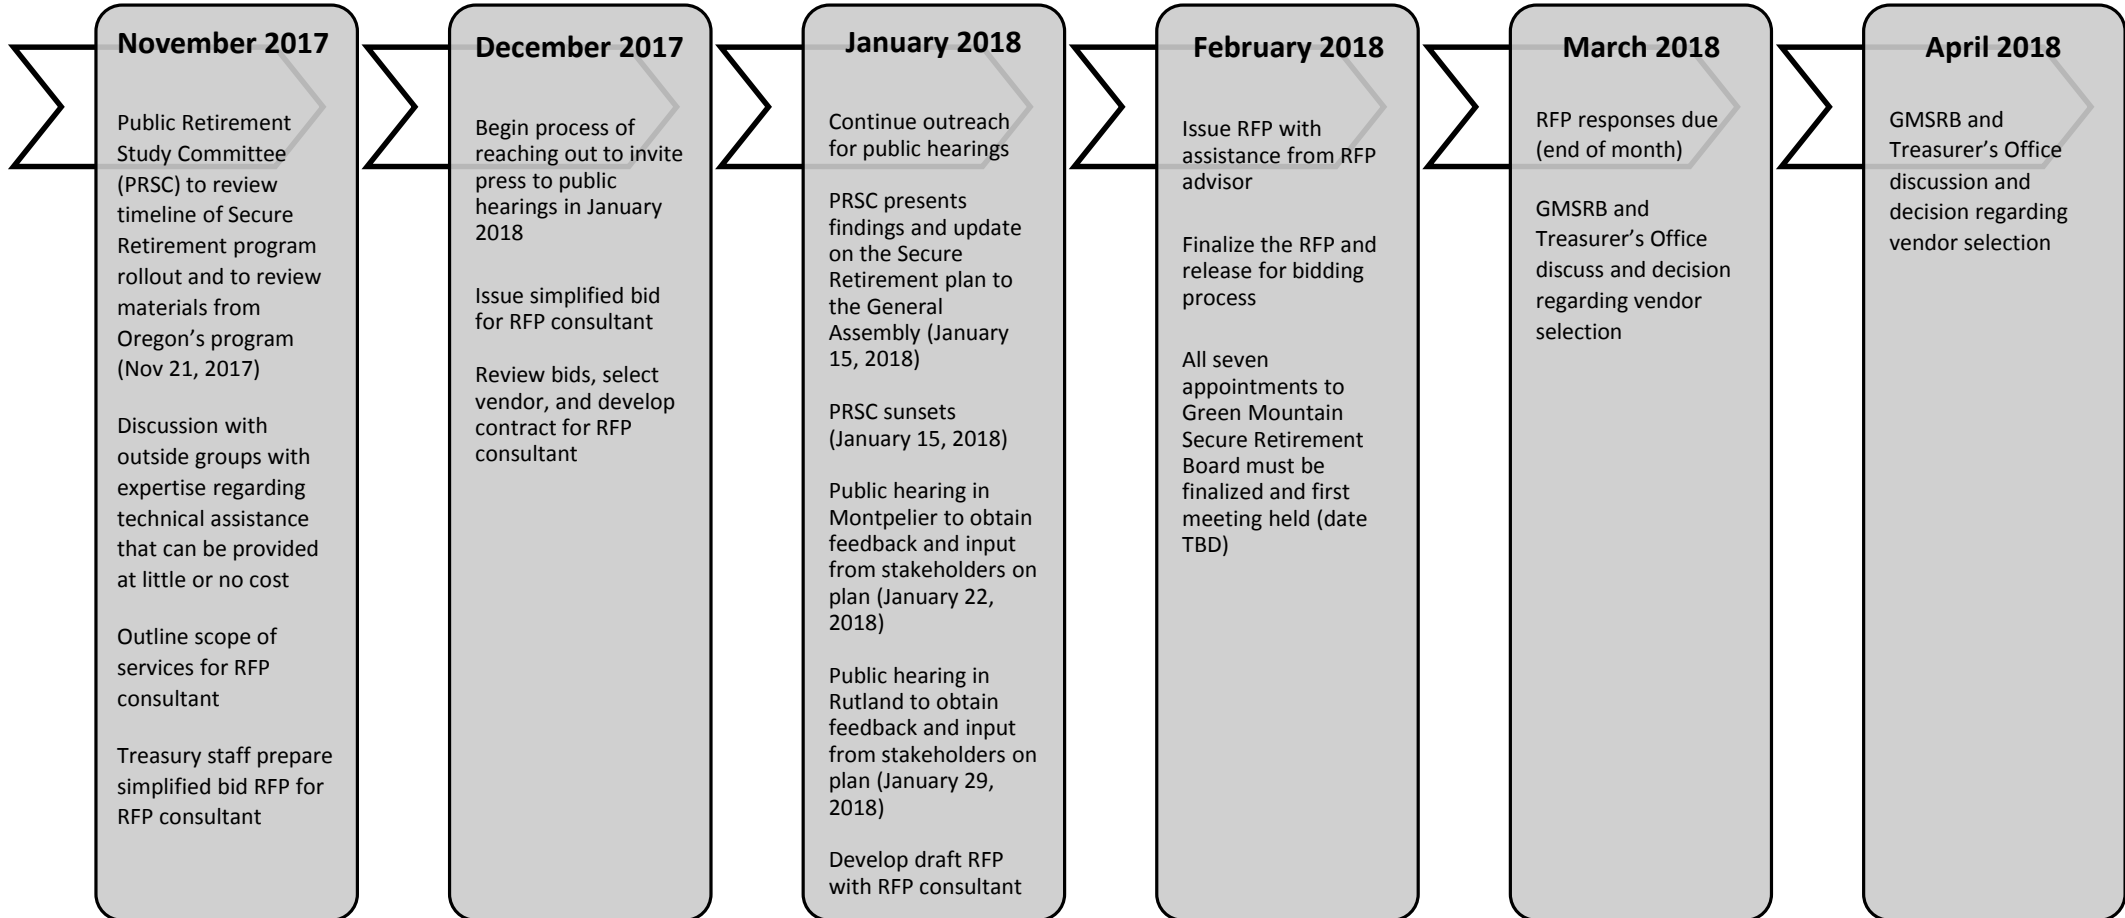 November 2017
Public Retirement
Study Committee
(PRSC) to review
timeline of Secure
Retirement program
rollout and to review
materials from
Oregon’s program
(Nov 21, 2017)
Discussion with
outside groups with
expertise regarding
technical assistance
that can be provided
at little or no cost
Outline scope of
services for RFP
consultant
Treasury staff prepare
simplified bid RFP for
RFP consultant
December 2017
Begin process of
reaching out to invite
press to public
hearings in January
2018
Issue simplified bid
for RFP consultant
Review bids, select
vendor, and develop
contract for RFP
consultant
January 2018
Continue outreach
for public hearings
PRSC presents
findings and update
on the Secure
Retirement plan to
the General
Assembly (January
15, 2018)
PRSC sunsets
(January 15, 2018)
Public hearing in
Montpelier to obtain
feedback and input
from stakeholders on
plan (January 22,
2018)
Public hearing in
Rutland to obtain
feedback and input
from stakeholders on
plan (January 29,
2018)
Develop draft RFP
with RFP consultant
February 2018
Issue RFP with
assistance from RFP
advisor
Finalize the RFP and
release for bidding
process
All seven
appointments to
Green Mountain
Secure Retirement
Board must be
finalized and first
meeting held (date
TBD)
March 2018
RFP responses due
(end of month)
GMSRB and
Treasurer’s Office
discuss and decision
regarding vendor
selection
April 2018
GMSRB and
Treasurer’s Office
discussion and
decision regarding
vendor selection